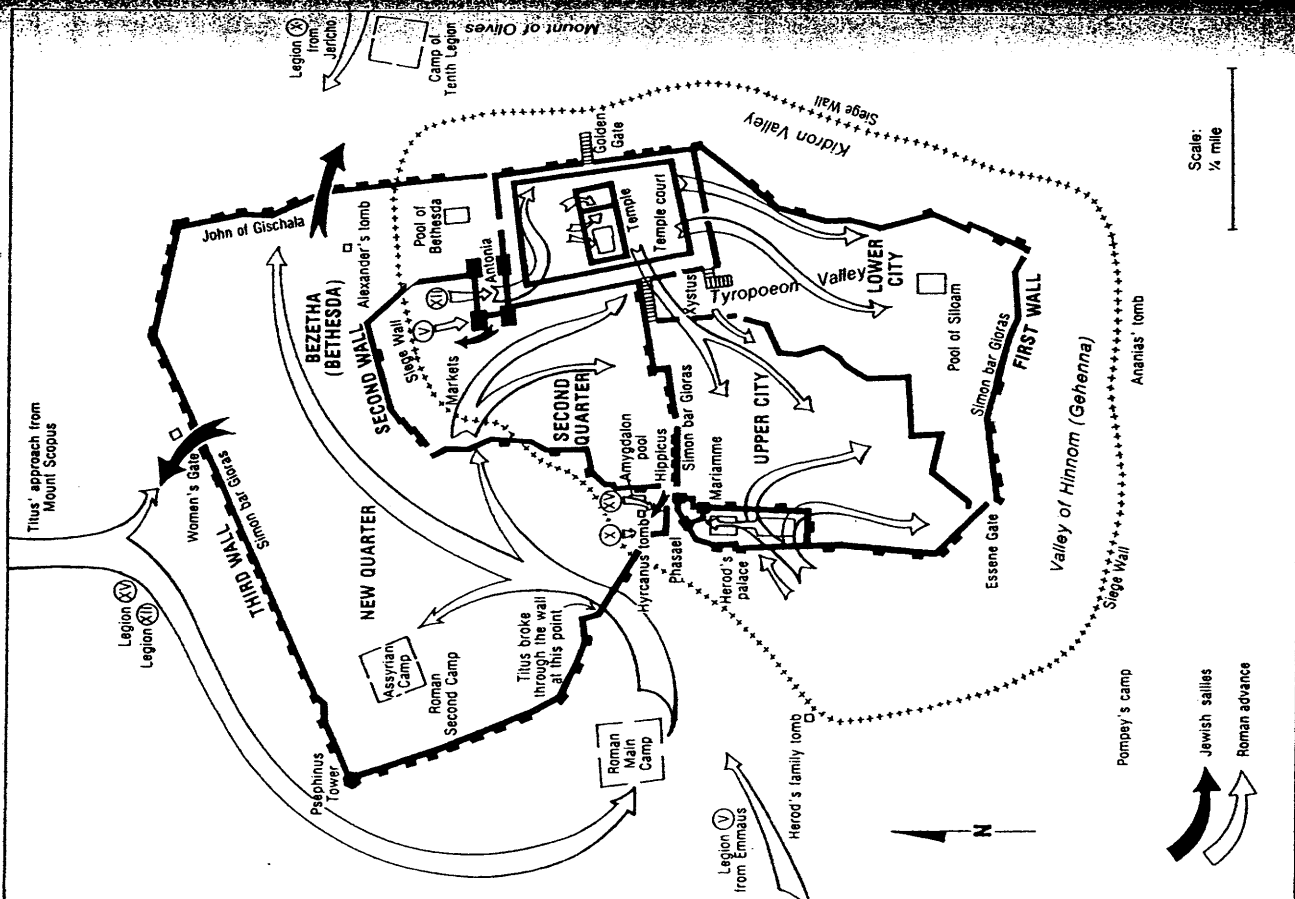 Legion X
from
Jericho
Camp of
Tenth Legion
Mount of Olives
Titus' approach from
Mount Scopus
Legion XV
Legion XII
Women's Gate
THIRD WALL
Simon bar Gioras
John of Gischala
Alexander's tomb
BEZETHA
(BETHESDA)
SECOND WALL
Siege Wall
Pool of
Bethesda
Antonia
XII
V
Markets
Golden
Gate
Siege Wall
Kidron Valley
Temple
Temple court
NEW QUARTER
Assyrian
Camp
Roman
Second Camp
Psephinus
Tower
Titus broke
through the wall
at this point
SECOND
QUARTER
Amygdalon
pool
Hippicus
Simon bar Gioras
Mariamme
XV
X
Hyrcanus tomb
Phasael
Herod's
palace
UPPER CITY
Xystus
Tyropoeon Valley
LOWER
CITY
Pool of Siloam
Simon bar Gioras
FIRST WALL
Essene Gate
Valley of Hinnom (Gehenna)
Siege Wall
Ananias' tomb
Roman
Main
Camp
Legion V
from Emmaus
Herod's family tomb
Pompey's camp
N
Jewish sallies
Roman advance
Scale:
¼ mile